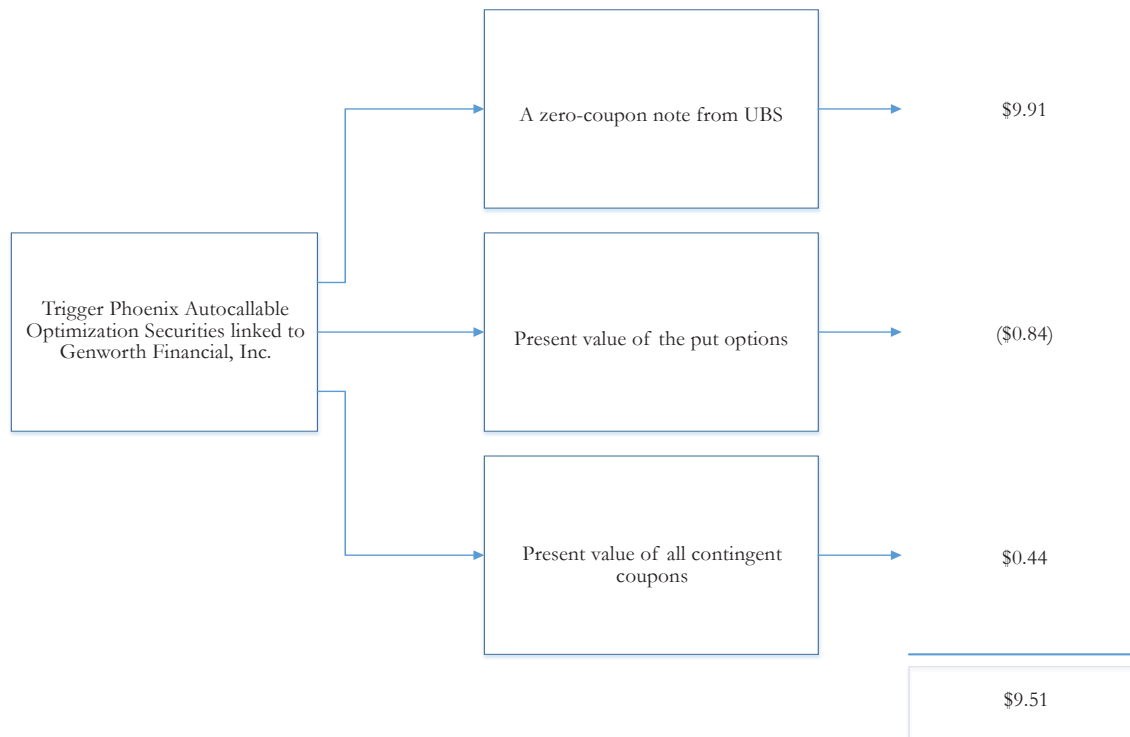 A zero-coupon note from UBS
$9.91
Trigger Phoenix Autocallable
Optimization Securities linked to
Genworth Financial, Inc.
Present value of the put options
($0.84)
Present value of all contingent
coupons
$0.44
$9.51